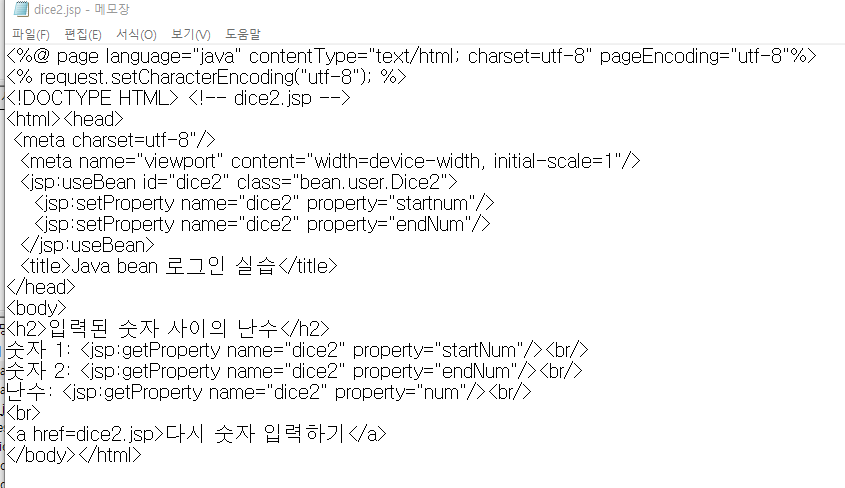 dice2.jsp - 메모장
파일(F) 편집(E) 서식(O) 보기(V) 도움말
<%@ page language="java" contentType="text/html; charset=utf-8" pageEncoding="utf-8"%>
<% request.setCharacterEncoding("utf-8"); %>
<!DOCTYPE HTML> <!-- dice2.jsp -->
<html><head>
<meta charset=utf-8"/>
<meta name="viewport" content="width=device-width, initial-scale=1"/>
<jsp:useBean id="dice2" class="bean.user.Dice2">
<jsp:setProperty name="dice2" property="startnum"/>
<jsp:setProperty name="dice2" property="endNum"/>
</jsp:useBean>
<title>Java bean 로그인 실습</title>
</head>
<body>
<h2>입력된 숫자 사이의 난수</h2>
숫자 1: <jsp:getProperty name="dice2" property="startNum"/><br/>
숫자 2: <jsp:getProperty name="dice2" property="endNum"/><br/>
난수: <jsp:getProperty name="dice2" property="num"/><br/>
<br>
<a href=dice2.jsp>다시 숫자 입력하기</a>
</body></html>